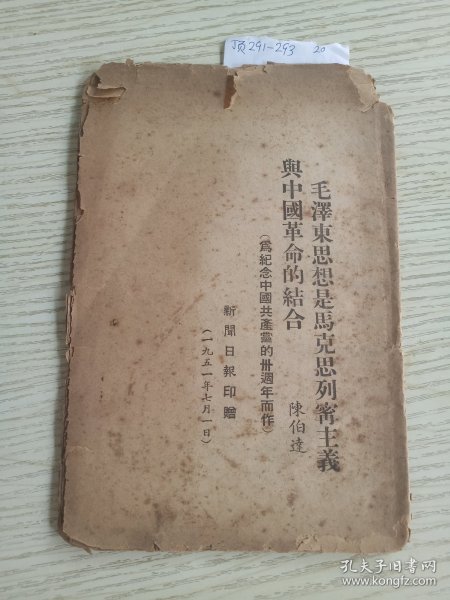 顶291-293 20
毛澤東思想是馬克思列寧主義
與中國革命的結合
陳伯達
（為紀念中國共產黨的卅週年而作）
新聞日報印贈
（一九五一年七月一日）
孔夫子旧书网
www.kongfz.com